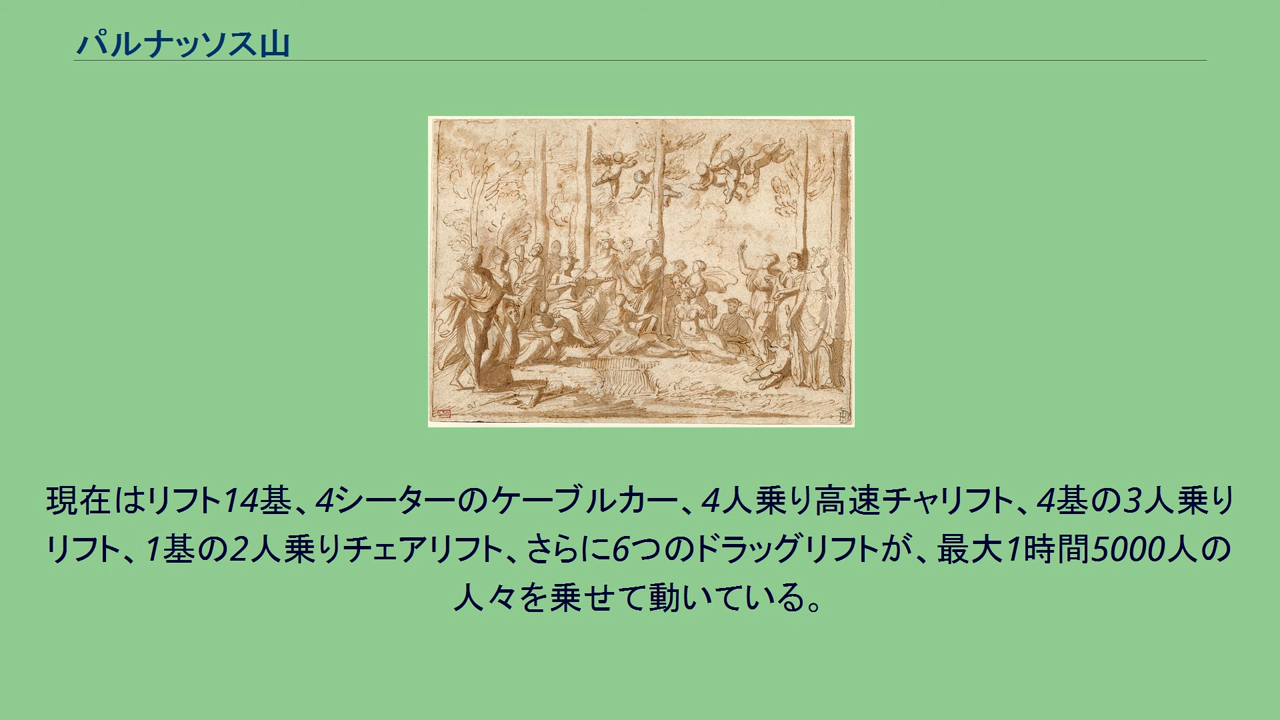 パルナッソス山
現在はリフト14基、4シーターのケーブルカー、4人乗り高速チャリフト、4基の3人乗り
リフト、1基の2人乗りチェアリフト、さらに6つのドラッグリフトが、最大1時間5000人の
人々を乗せて動いている。